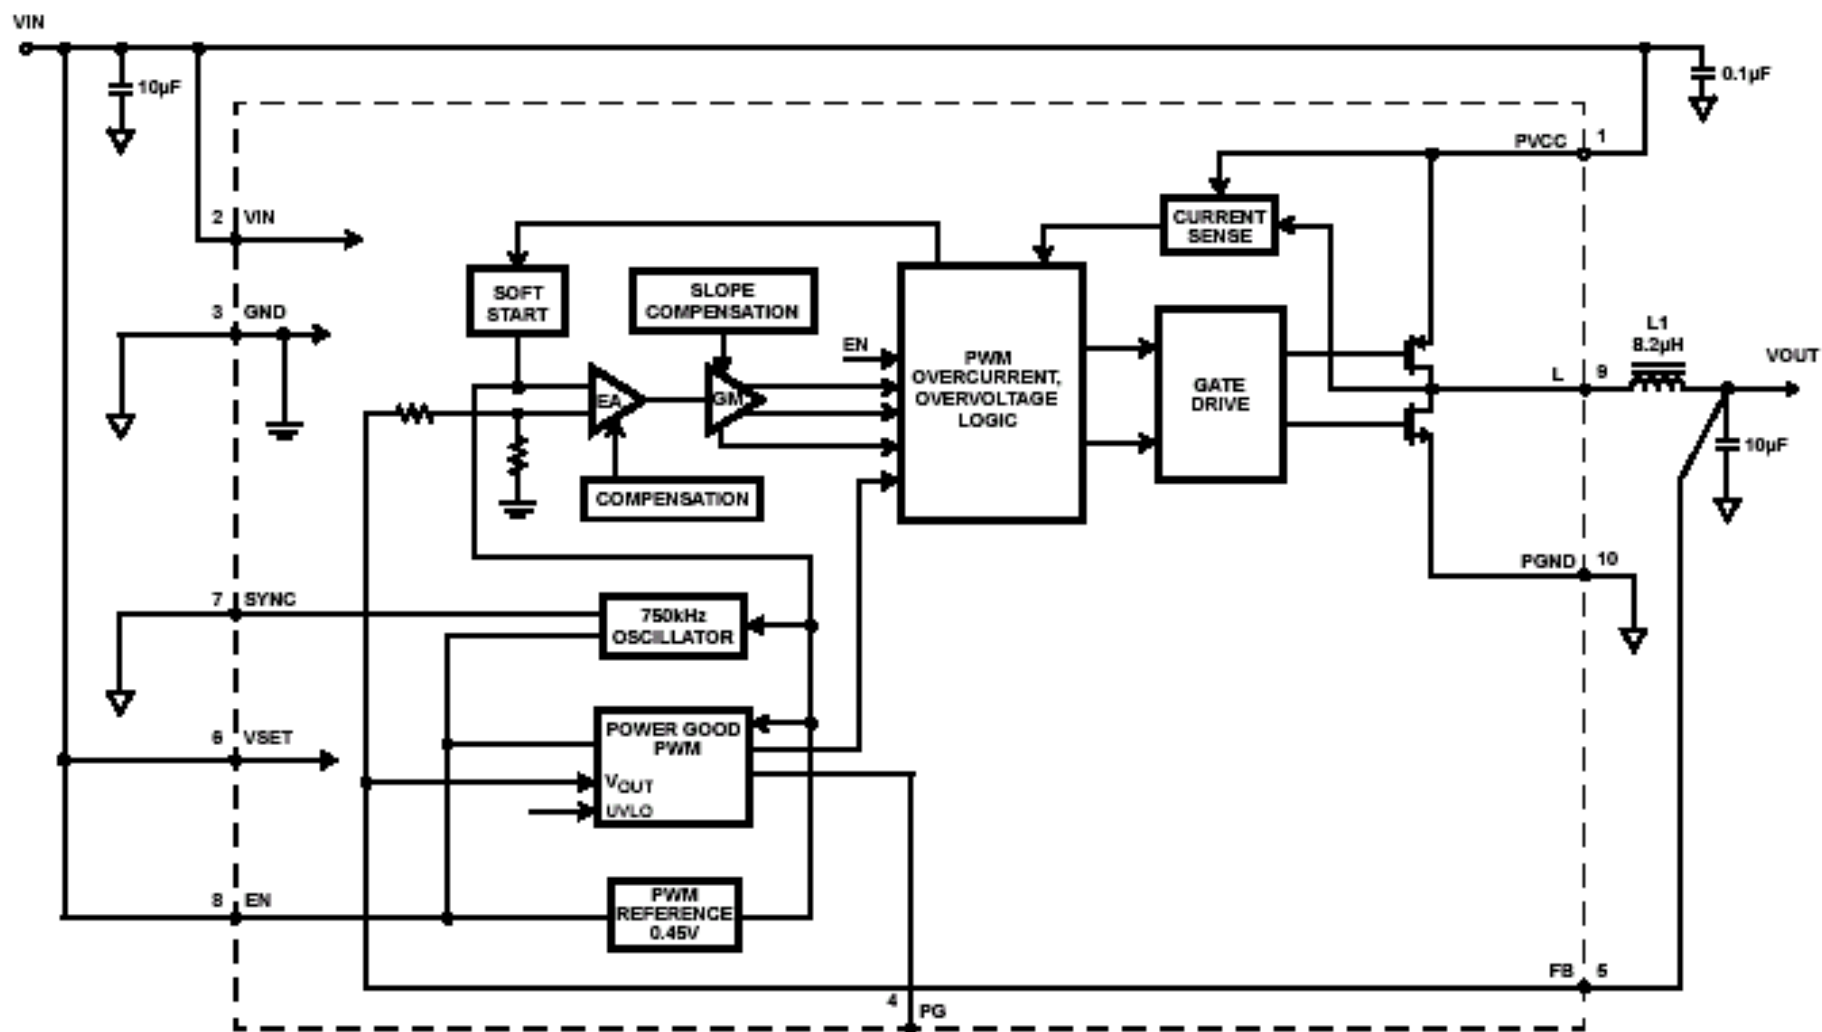 VIN
10µF
0.1µF
PVCC
1
2
VIN
CURRENT
SENSE
3
GND
SOFT
START
SLOPE
COMPENSATION
EN
PWM
OVERCURRENT,
OVERVOLTAGE
LOGIC
GATE
DRIVE
L1
8.2µH
VOUT
L
9
EA
GM
10µF
COMPENSATION
PGND
10
7
SYNC
750kHz
OSCILLATOR
6
VSET
POWER GOOD
PWM
VOUT
UVLO
8
EN
PWM
REFERENCE
0.45V
FB
5
4
PG